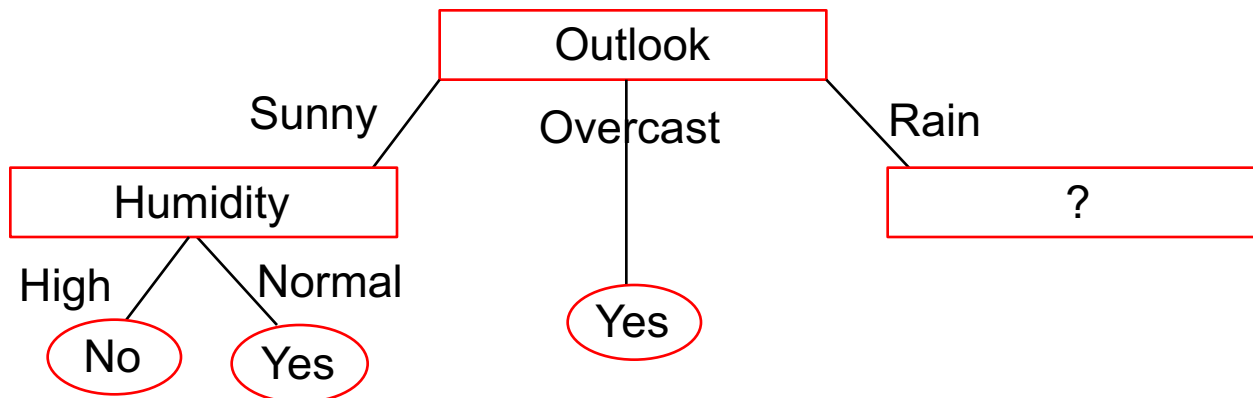 Outlook
Sunny
Overcast
Rain
Humidity
?
High
Normal
Yes
No
Yes